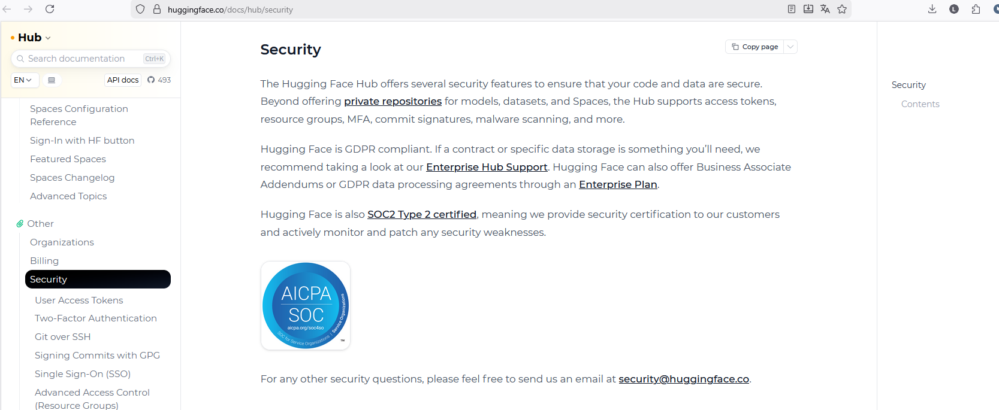 huggingface.co/docs/hub/security
L
Hub
Search documentation
Ctrl+K
EN
API docs
493
Spaces Configuration
Reference
Sign-In with HF button
Featured Spaces
Spaces Changelog
Advanced Topics
Other
Organizations
Billing
Security
User Access Tokens
Two-Factor Authentication
Git over SSH
Signing Commits with GPG
Single Sign-On (SSO)
Advanced Access Control
(Resource Groups)
Security
Copy page
The Hugging Face Hub offers several security features to ensure that your code and data are secure.
Beyond offering private repositories for models, datasets, and Spaces, the Hub supports access tokens,
resource groups, MFA, commit signatures, malware scanning, and more.
Hugging Face is GDPR compliant. If a contract or specific data storage is something you’ll need, we
recommend taking a look at our Enterprise Hub Support. Hugging Face can also offer Business Associate
Addendums or GDPR data processing agreements through an Enterprise Plan.
Hugging Face is also SOC2 Type 2 certified, meaning we provide security certification to our customers
and actively monitor and patch any security weaknesses.
AICPA
SOC
aicpa.org/soc4so
SOC for Service Organizations | Service Organizations
TM
For any other security questions, please feel free to send us an email at security@huggingface.co.
Security
Contents